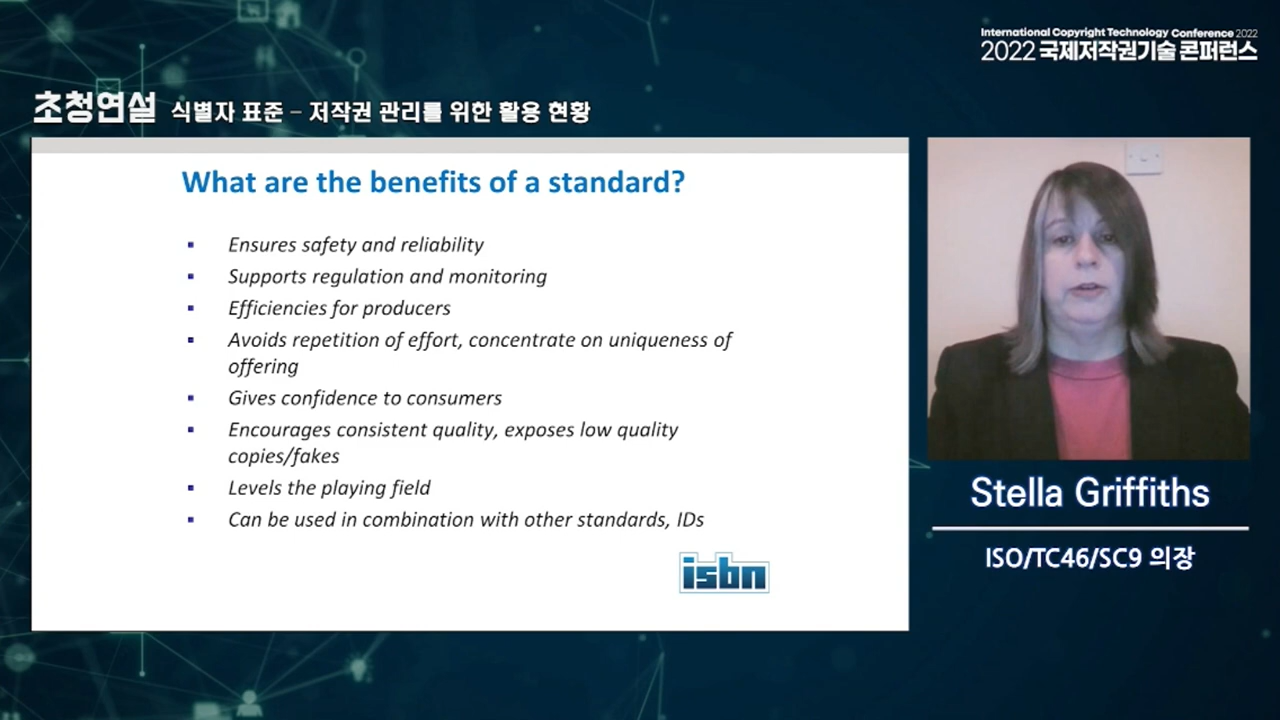 International Copyright Technology Conference 2022
2022 국제저작권기술 콘퍼런스
초청연설 식별자 표준 – 저작권 관리를 위한 활용 현황
What are the benefits of a standard?
▪ Ensures safety and reliability
▪ Supports regulation and monitoring
▪ Efficiencies for producers
▪ Avoids repetition of effort, concentrate on uniqueness of
offering
▪ Gives confidence to consumers
▪ Encourages consistent quality, exposes low quality
copies/fakes
▪ Levels the playing field
▪ Can be used in combination with other standards, IDs
isbn
Stella Griffiths
ISO/TC46/SC9 의장